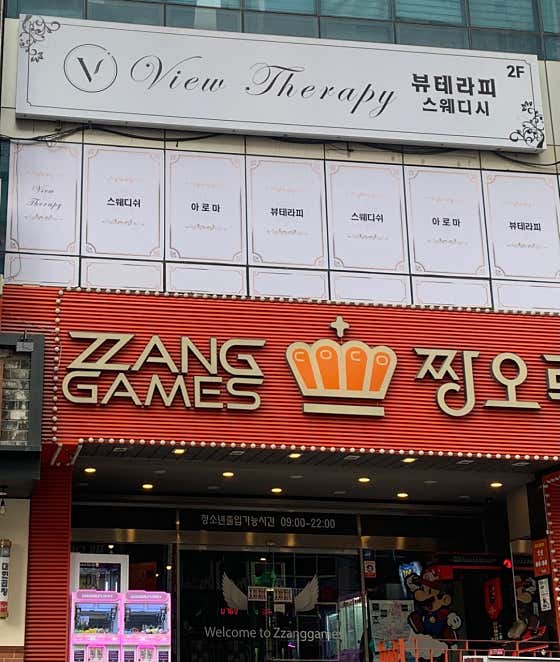 V View Therapy 뷰테라피 2F
스웨디시
View
Therapy
스웨디쉬
아로마
뷰테라피
스웨디쉬
아로마
뷰테라피
ZZANG
GAMES
COCO
짱오
청소년출입가능시간 09:00-22:00
Welcome to Zzanggames